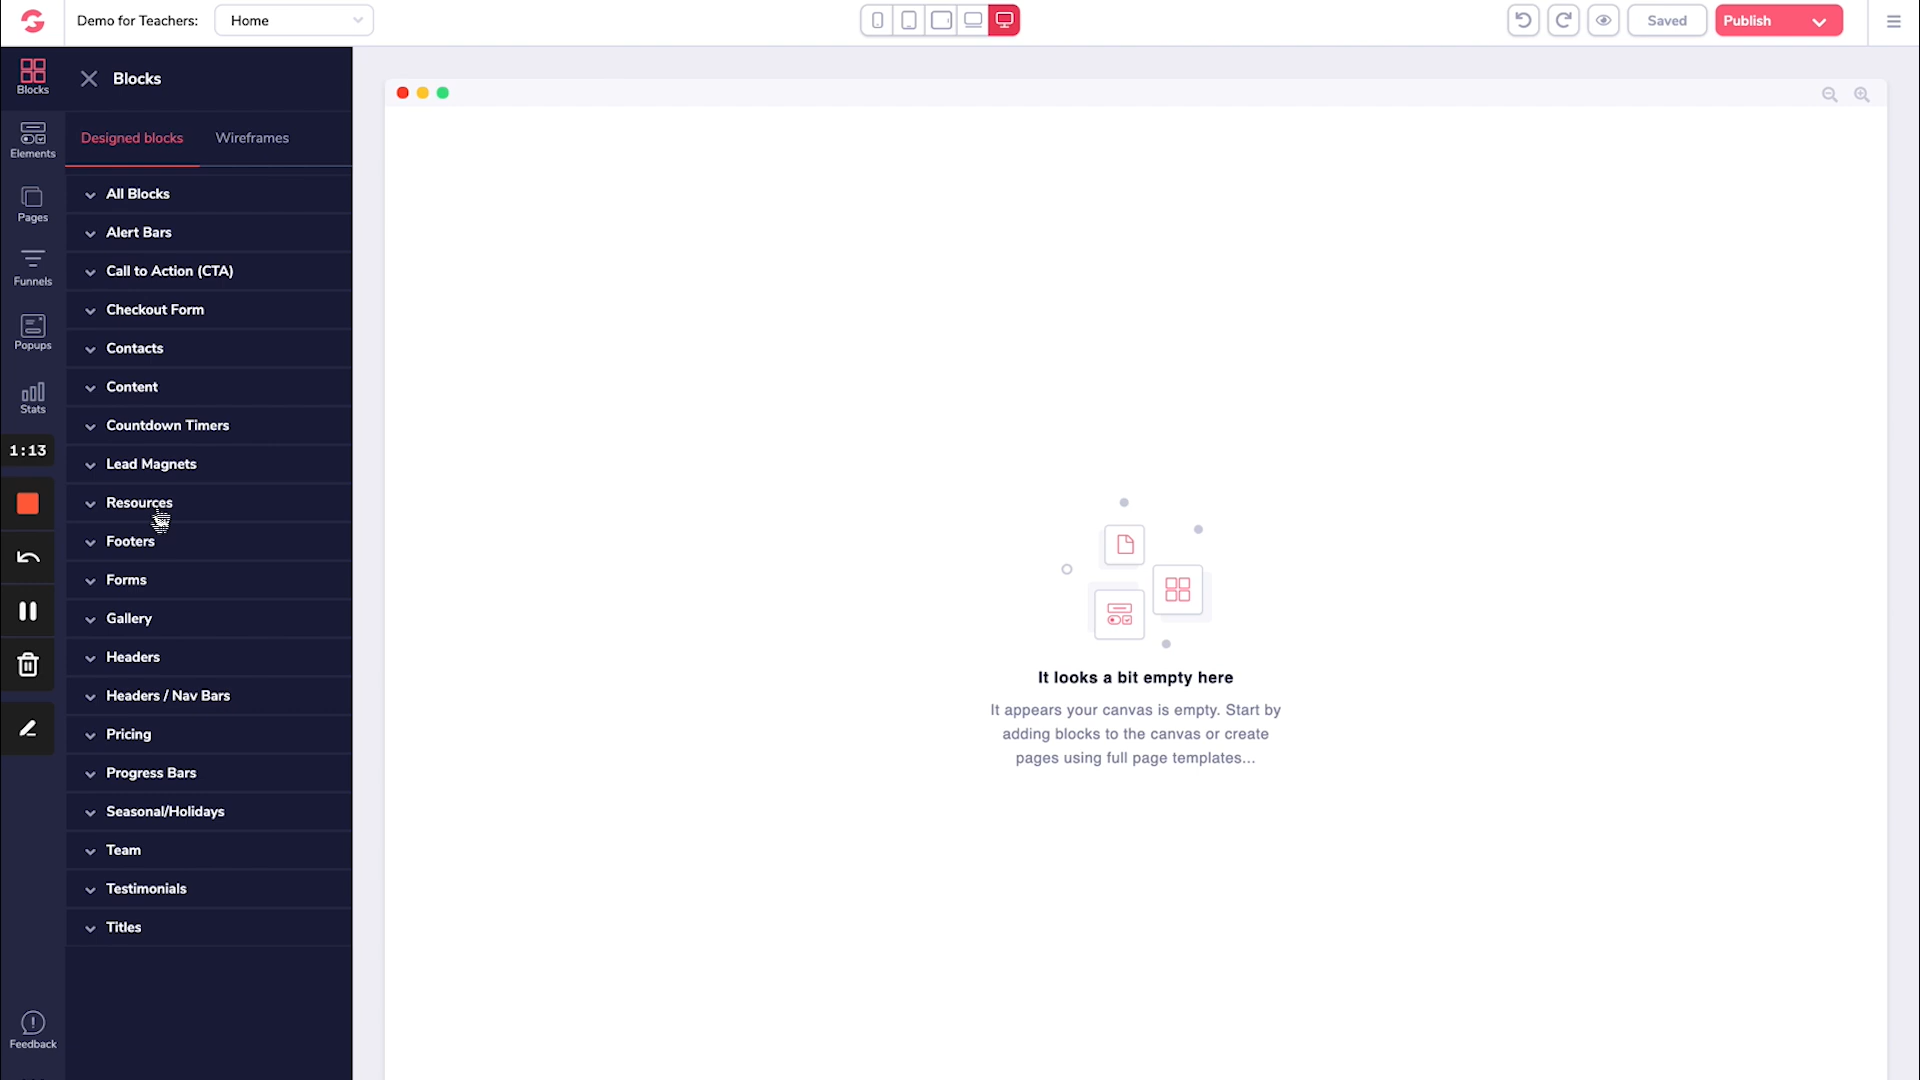 Demo for Teachers:
Home
Saved
Publish
Blocks
Elements
Pages
Funnels
Popups
Stats
1:13
Feedback
Blocks
Designed blocks
Wireframes
All Blocks
Alert Bars
Call to Action (CTA)
Checkout Form
Contacts
Content
Countdown Timers
Lead Magnets
Resources
Footers
Forms
Gallery
Headers
Headers / Nav Bars
Pricing
Progress Bars
Seasonal/Holidays
Team
Testimonials
Titles
It looks a bit empty here
It appears your canvas is empty. Start by
adding blocks to the canvas or create
pages using full page templates...